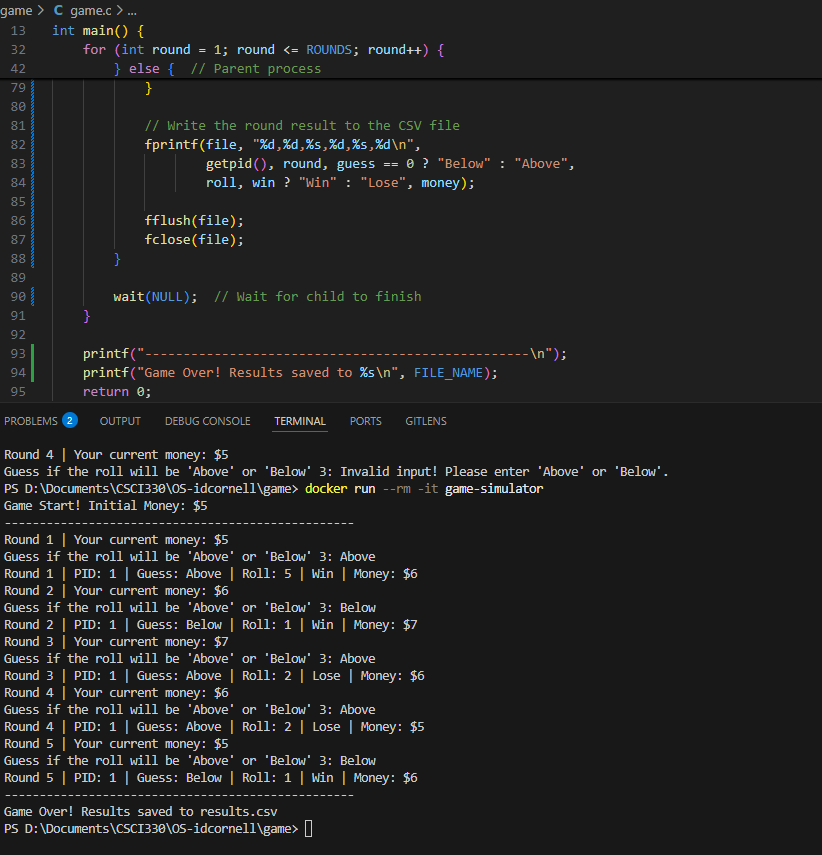 game > C game.c > ...
13 int main() {
32 for (int round = 1; round <= ROUNDS; round++) {
42 } else { // Parent process
79 }
80
81 // Write the round result to the CSV file
82 fprintf(file, "%d,%d,%s,%d,%s,%d\n",
83 getpid(), round, guess == 0 ? "Below" : "Above",
84 roll, win ? "Win" : "Lose", money);
85
86 fflush(file);
87 fclose(file);
88 }
89
90 wait(NULL); // Wait for child to finish
91 }
92
93 printf("--------------------------------------------------\n");
94 printf("Game Over! Results saved to %s\n", FILE_NAME);
95 return 0;
PROBLEMS 2 OUTPUT DEBUG CONSOLE TERMINAL PORTS GITLENS
Round 4 | Your current money: $5
Guess if the roll will be 'Above' or 'Below' 3: Invalid input! Please enter 'Above' or 'Below'.
PS D:\Documents\CSCI330\OS-idcornell\game> docker run --rm -it game-simulator
Game Start! Initial Money: $5
--------------------------------------------------
Round 1 | Your current money: $5
Guess if the roll will be 'Above' or 'Below' 3: Above
Round 1 | PID: 1 | Guess: Above | Roll: 5 | Win | Money: $6
Round 2 | Your current money: $6
Guess if the roll will be 'Above' or 'Below' 3: Below
Round 2 | PID: 1 | Guess: Below | Roll: 1 | Win | Money: $7
Round 3 | Your current money: $7
Guess if the roll will be 'Above' or 'Below' 3: Above
Round 3 | PID: 1 | Guess: Above | Roll: 2 | Lose | Money: $6
Round 4 | Your current money: $6
Guess if the roll will be 'Above' or 'Below' 3: Above
Round 4 | PID: 1 | Guess: Above | Roll: 2 | Lose | Money: $5
Round 5 | Your current money: $5
Guess if the roll will be 'Above' or 'Below' 3: Below
Round 5 | PID: 1 | Guess: Below | Roll: 1 | Win | Money: $6
--------------------------------------------------
Game Over! Results saved to results.csv
PS D:\Documents\CSCI330\OS-idcornell\game>